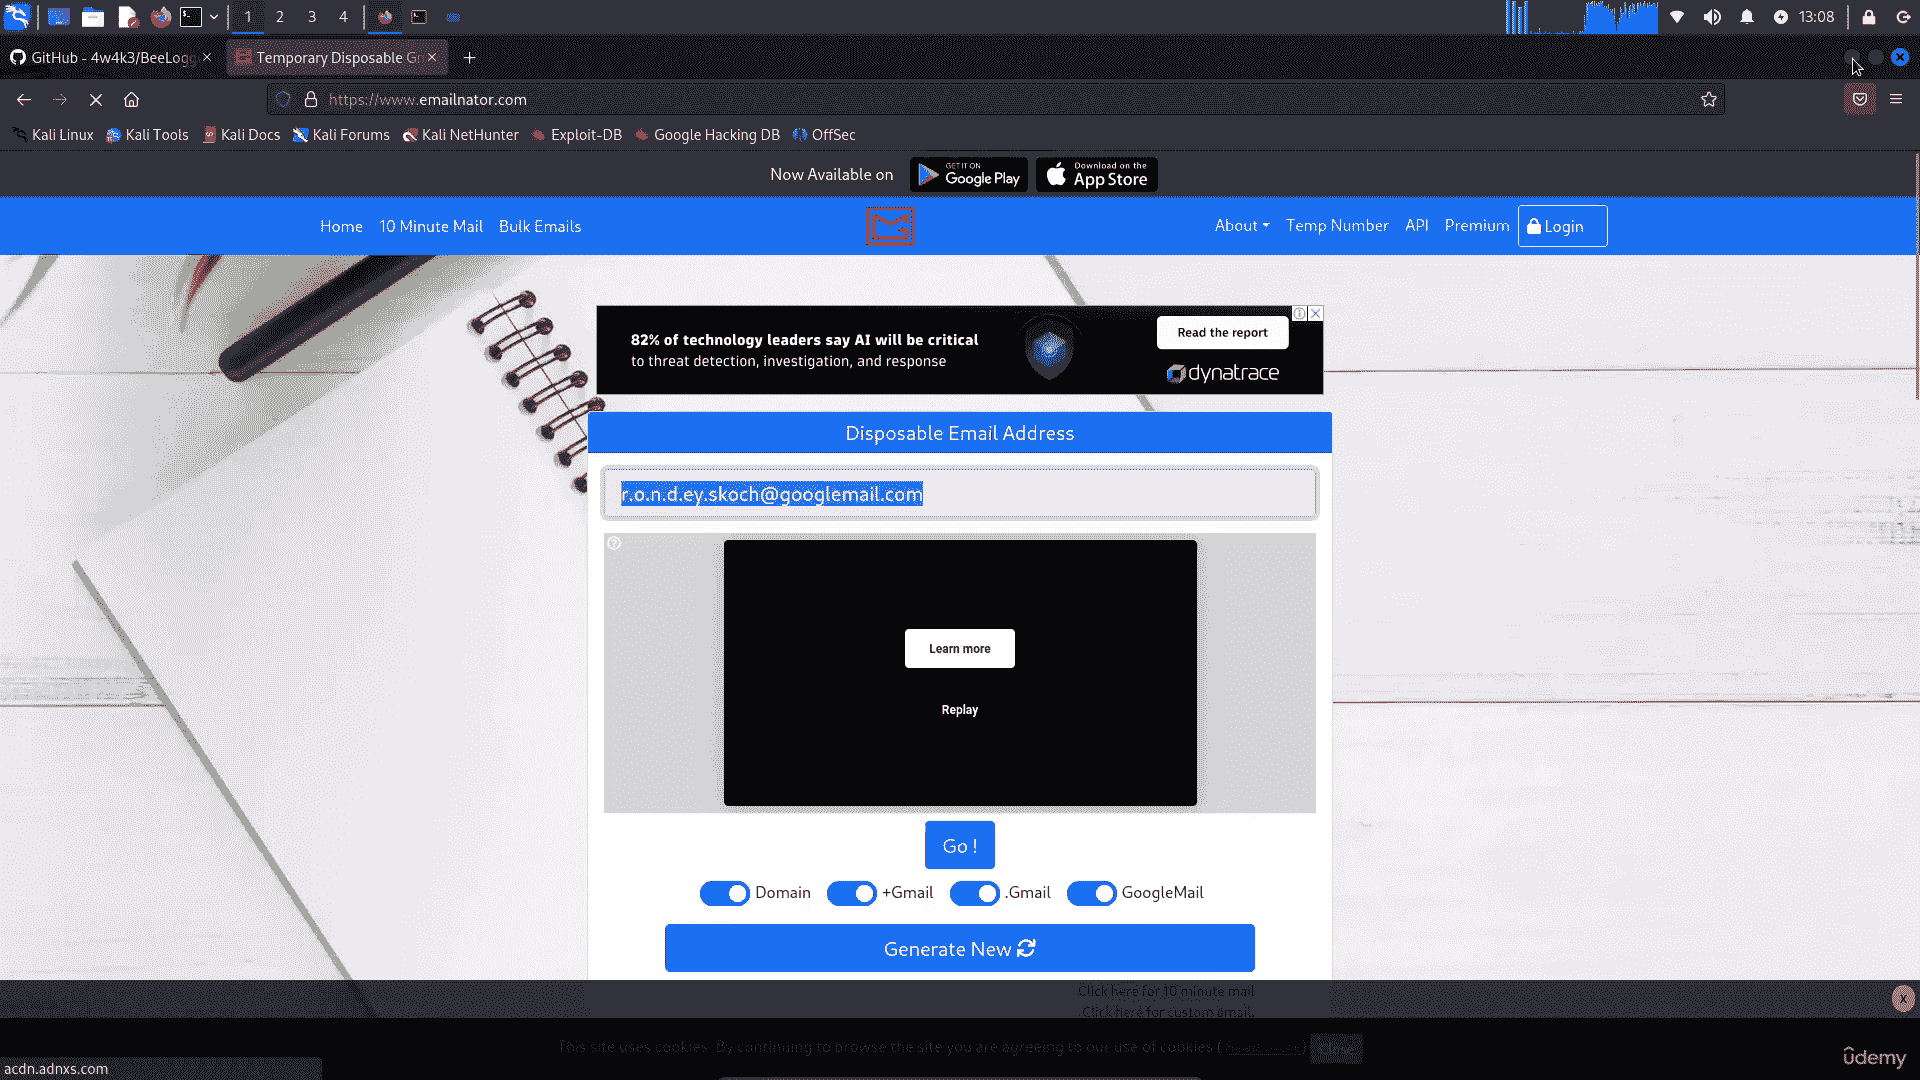 1 2 3 4 13:08
GitHub - 4w4k3/BeeLogg
Temporary Disposable Gm
https://www.emailnator.com
Kali Linux Kali Tools Kali Docs Kali Forums Kali NetHunter Exploit-DB Google Hacking DB OffSec
Now Available on GET IT ON Google Play Download on the App Store
Home 10 Minute Mail Bulk Emails About Temp Number API Premium Login
82% of technology leaders say AI will be critical
to threat detection, investigation, and response
Read the report
dynatrace
Disposable Email Address
r.o.n.d.ey.skoch@googlemail.com
Learn more
Replay
Go !
Domain +Gmail .Gmail GoogleMail
Generate New
Click here for 10 minute mail
Click here for custom email.
This site uses cookies. By continuing to browse the site you are agreeing to our use of cookies (
Close
acdn.adnxs.com
ûdemy